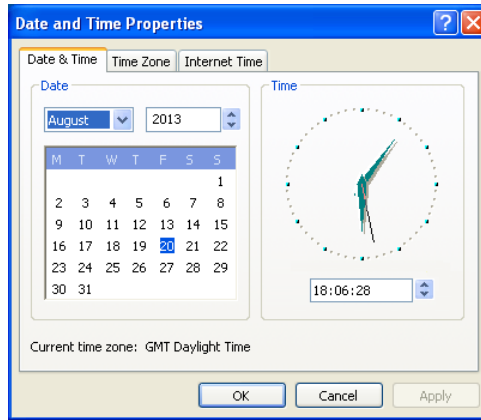 Date and Time Properties
Date & Time Time Zone Internet Time
Date
Time
August 2013
M T W T F S S
1
2 3 4 5 6 7 8
9 10 11 12 13 14 15
16 17 18 19 20 21 22
23 24 25 26 27 28 29
30 31
18:06:28
Current time zone: GMT Daylight Time
OK Cancel Apply